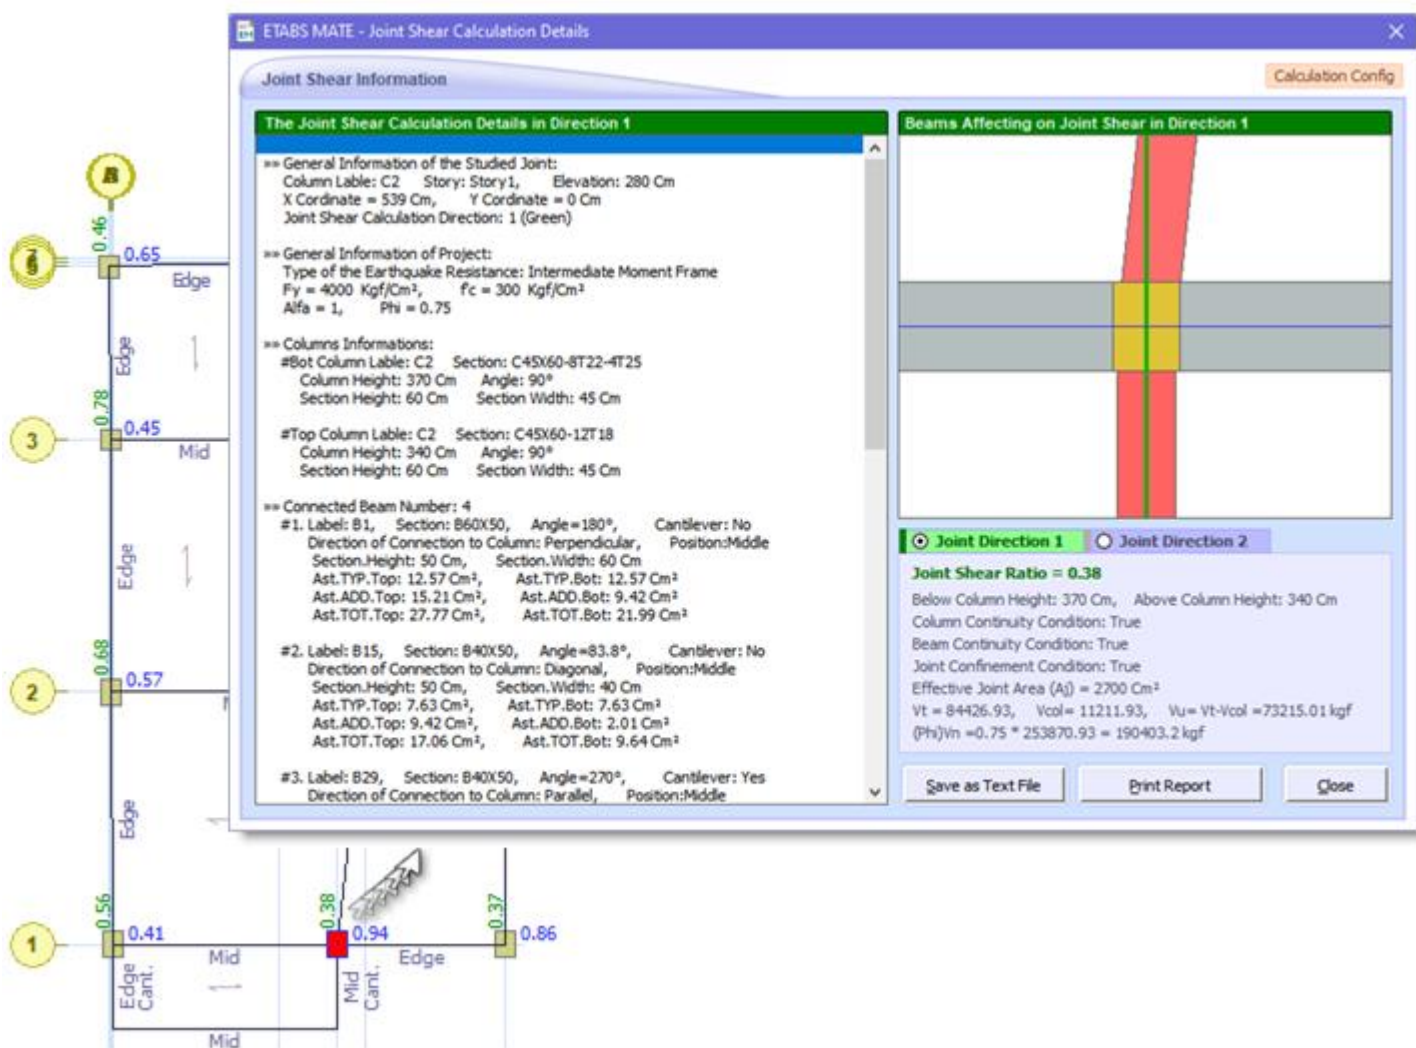 ETABS MATE - Joint Shear Calculation Details
Joint Shear Information
Calculation Config
The Joint Shear Calculation Details in Direction 1
»» General Information of the Studied Joint:
Column Lable: C2 Story: Story1, Elevation: 280 Cm
X Cordinate = 539 Cm, Y Cordinate = 0 Cm
Joint Shear Calculation Direction: 1 (Green)
»» General Information of Project:
Type of the Earthquake Resistance: Intermediate Moment Frame
Fy = 4000 Kgf/Cm², f'c = 300 Kgf/Cm²
Alfa = 1, Phi = 0.75
»» Columns Informations:
#Bot Column Lable: C2 Section: C45X60-8T22-4T25
Column Height: 370 Cm Angle: 90°
Section Height: 60 Cm Section Width: 45 Cm
#Top Column Lable: C2 Section: C45X60-12T18
Column Height: 340 Cm Angle: 90°
Section Height: 60 Cm Section Width: 45 Cm
»» Connected Beam Number: 4
#1. Label: B1, Section: B60X50, Angle=180°, Cantilever: No
Direction of Connection to Column: Perpendicular, Position:Middle
Section.Height: 50 Cm, Section.Width: 60 Cm
Ast.TYP.Top: 12.57 Cm², Ast.TYP.Bot: 12.57 Cm²
Ast.ADD.Top: 15.21 Cm², Ast.ADD.Bot: 9.42 Cm²
Ast.TOT.Top: 27.77 Cm², Ast.TOT.Bot: 21.99 Cm²
#2. Label: B15, Section: B40X50, Angle=83.8°, Cantilever: No
Direction of Connection to Column: Diagonal, Position:Middle
Section.Height: 50 Cm, Section.Width: 40 Cm
Ast.TYP.Top: 7.63 Cm², Ast.TYP.Bot: 7.63 Cm²
Ast.ADD.Top: 9.42 Cm², Ast.ADD.Bot: 2.01 Cm²
Ast.TOT.Top: 17.06 Cm², Ast.TOT.Bot: 9.64 Cm²
#3. Label: B29, Section: B40X50, Angle=270°, Cantilever: Yes
Direction of Connection to Column: Parallel, Position:Middle
Beams Affecting on Joint Shear in Direction 1
Joint Direction 1
Joint Direction 2
Joint Shear Ratio = 0.38
Below Column Height: 370 Cm, Above Column Height: 340 Cm
Column Continuity Condition: True
Beam Continuity Condition: True
Joint Confinement Condition: True
Effective Joint Area (Aj) = 2700 Cm²
Vt = 84426.93, Vcol= 11211.93, Vu= Vt-Vcol =73215.01 kgf
(Phi)Vn =0.75 * 253870.93 = 190403.2 kgf
Save as Text File
Print Report
Close
0.46
0.65
Edge
Edge
0.78
3
0.45
Mid
Edge
0.68
2
0.57
Edge
0.56
1
0.41
Mid
0.38
0.94
Edge
0.37
0.86
Edge
Cant.
Mid
Cant.
Mid